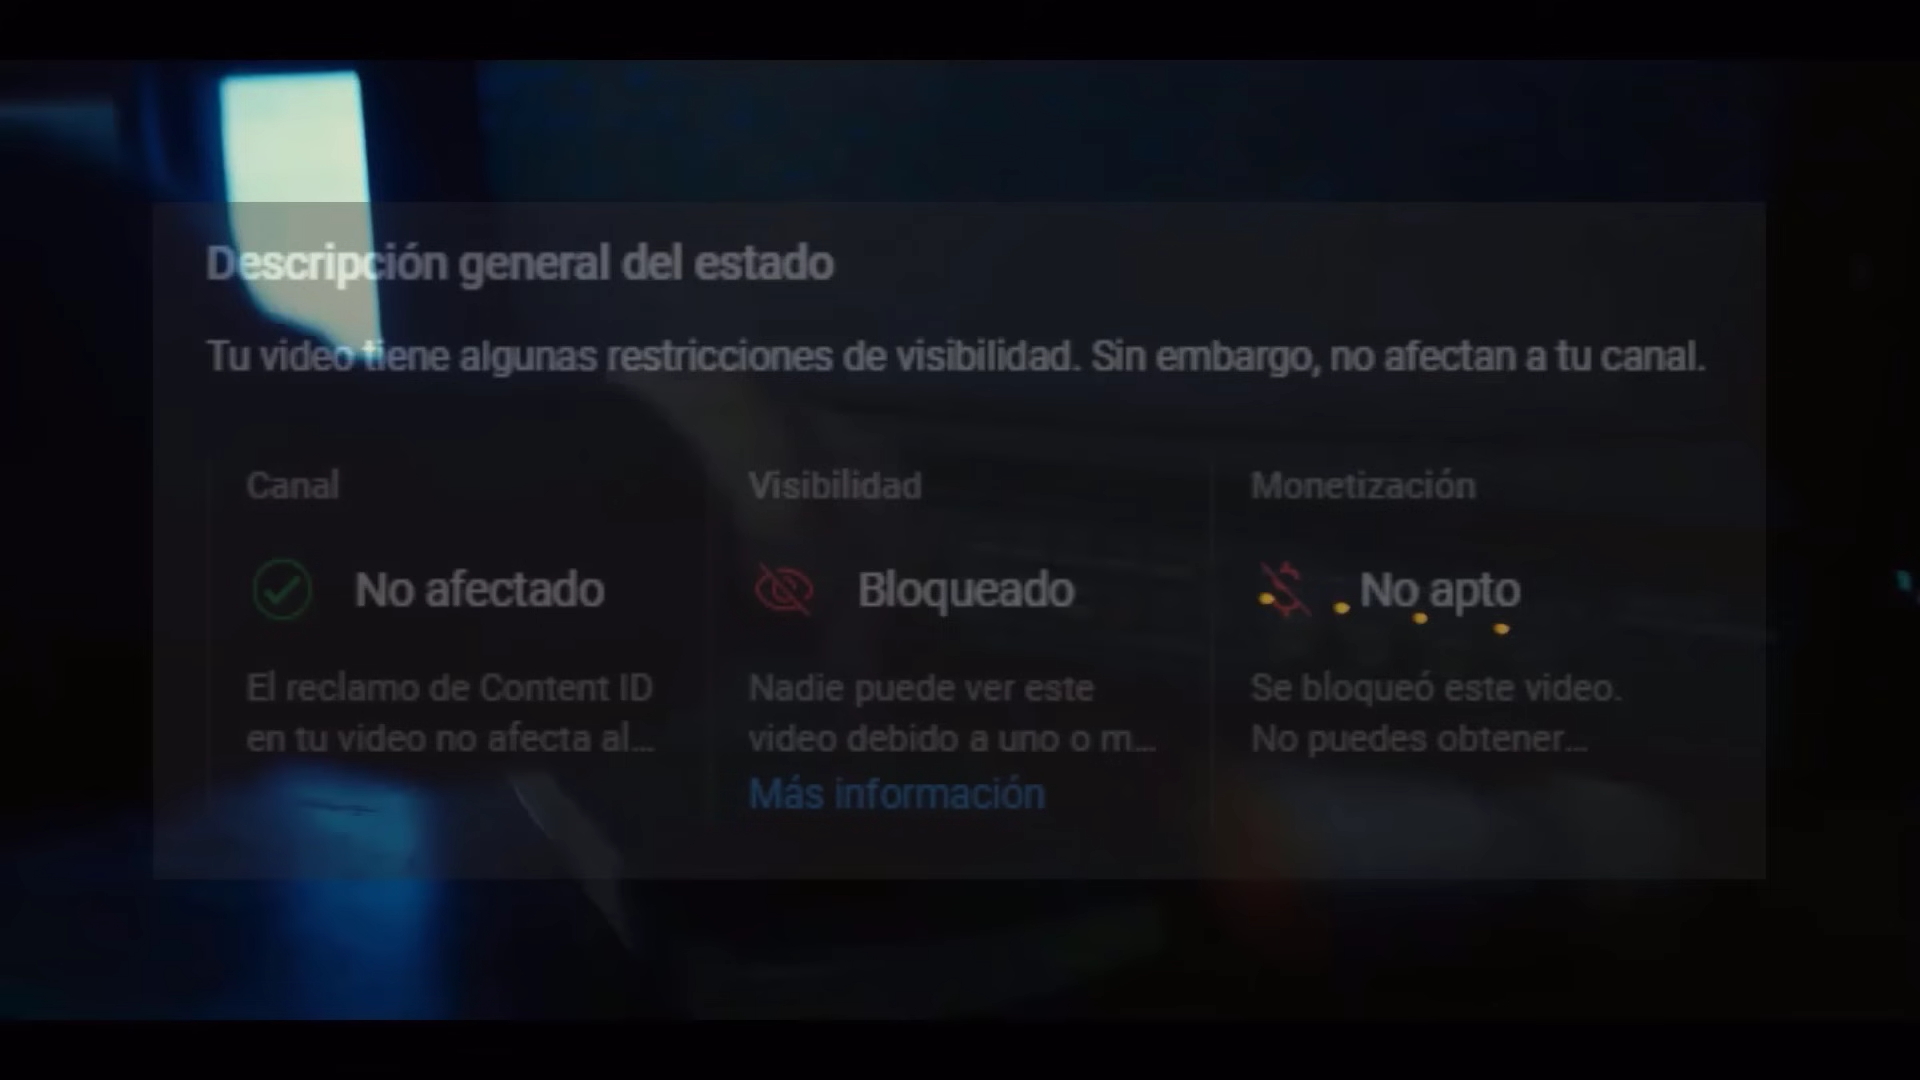 Descripción general del estado
Tu video tiene algunas restricciones de visibilidad. Sin embargo, no afectan a tu canal.
Canal
No afectado
El reclamo de Content ID
en tu video no afecta al...
Visibilidad
Bloqueado
Nadie puede ver este
video debido a uno o m...
Más información
Monetización
No apto
Se bloqueó este video.
No puedes obtener...